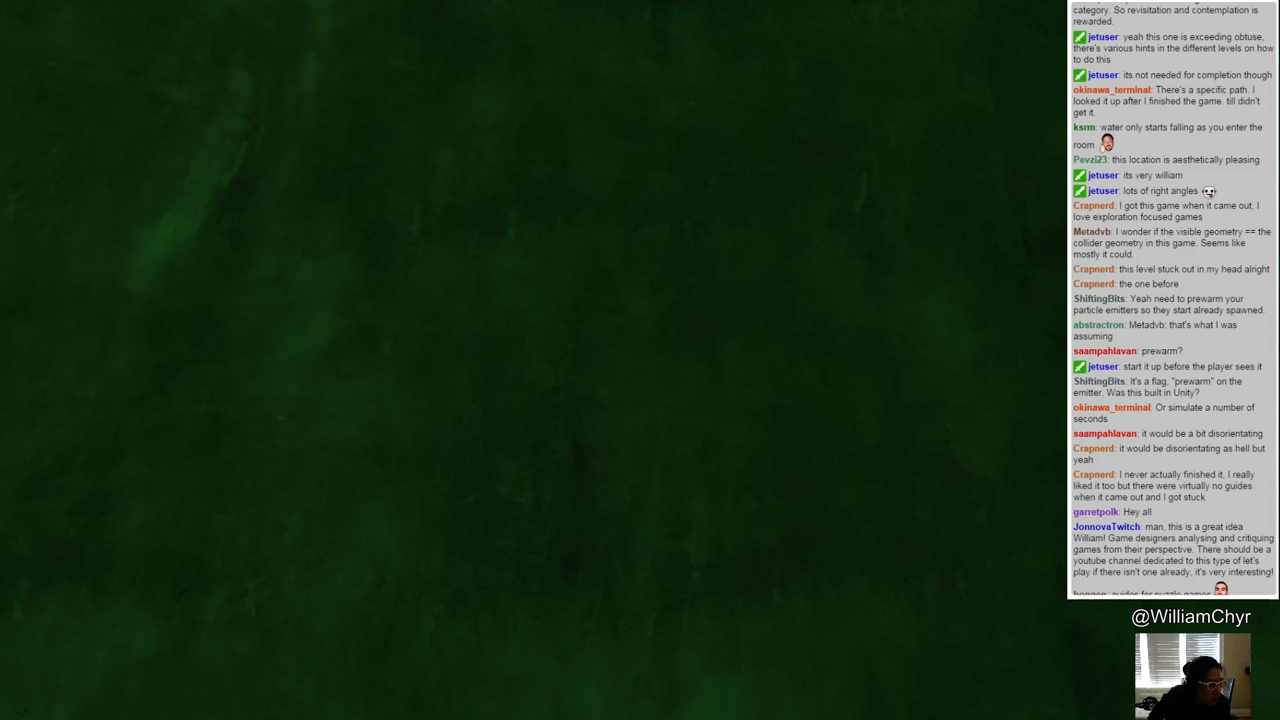 category. So revisitation and contemplation is
rewarded.
jetuser: yeah this one is exceeding obtuse,
there's various hints in the different levels on how
to do this
jetuser: its not needed for completion though
okinawa_terminal: There's a specific path. I
looked it up after I finished the game. till didn't
get it.
ksrm: water only starts falling as you enter the
room
Pevzi23: this location is aesthetically pleasing
jetuser: its very william
jetuser: lots of right angles
Crapnerd: I got this game when it came out, I
love exploration focused games
Metadvb: I wonder if the visible geometry == the
collider geometry in this game. Seems like
mostly it could.
Crapnerd: this level stuck out in my head alright
Crapnerd: the one before
ShiftingBits: Yeah need to prewarm your
particle emitters so they start already spawned.
abstractron: Metadvb: that's what I was
assuming
saampahlavan: prewarm?
jetuser: start it up before the player sees it
ShiftingBits: It's a flag, "prewarm" on the
emitter. Was this built in Unity?
okinawa_terminal: Or simulate a number of
seconds
saampahlavan: it would be a bit disorientating
Crapnerd: it would be disorientating as hell but
yeah
Crapnerd: I never actually finished it, I really
liked it too but there were virtually no guides
when it came out and I got stuck
garretpolk: Hey all
JonnovaTwitch: man, this is a great idea
William! Game designers analysing and critiquing
games from their perspective. There should be a
youtube channel dedicated to this type of let's
play if there isn't one already, it's very interesting!
guides for puzzle games
@WilliamChyr